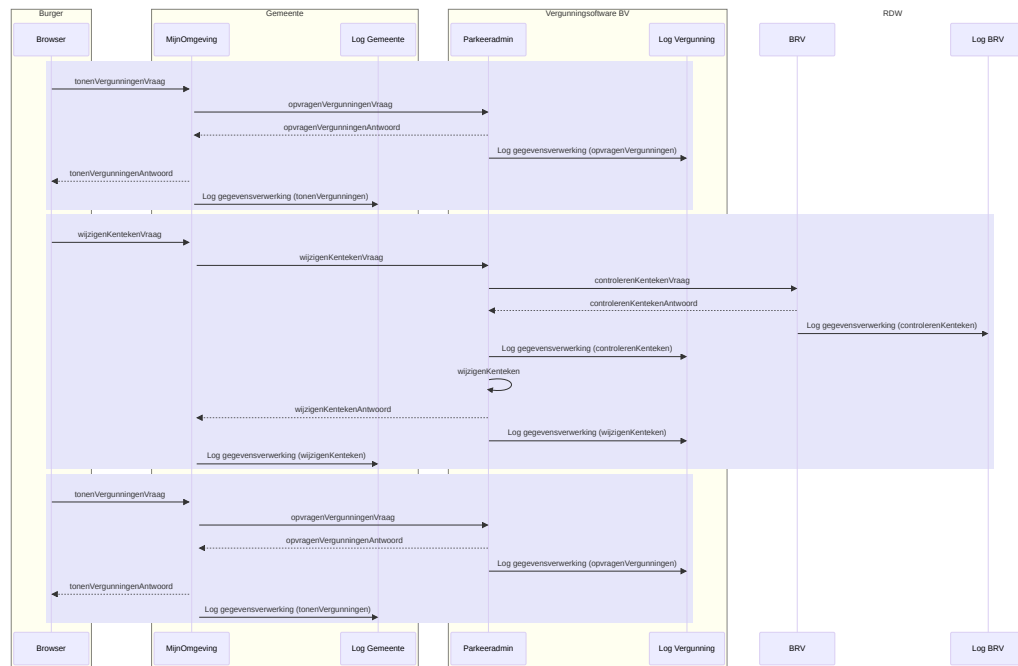 Burger
Gemeente
Vergunningsoftware BV
RDW
Browser
MijnOmgeving
Log Gemeente
Parkeeradmin
Log Vergunning
BRV
Log BRV
tonenVergunningenVraag
opvragenVergunningenVraag
opvragenVergunningenAntwoord
Log gegevensverwerking (opvragenVergunningen)
tonenVergunningenAntwoord
Log gegevensverwerking (tonenVergunningen)
wijzigenKentekenVraag
wijzigenKentekenVraag
controlerenKentekenVraag
controlerenKentekenAntwoord
Log gegevensverwerking (controlerenKenteken)
Log gegevensverwerking (controlerenKenteken)
wijzigenKenteken
wijzigenKentekenAntwoord
Log gegevensverwerking (wijzigenKenteken)
Log gegevensverwerking (wijzigenKenteken)
tonenVergunningenVraag
opvragenVergunningenVraag
opvragenVergunningenAntwoord
Log gegevensverwerking (opvragenVergunningen)
tonenVergunningenAntwoord
Log gegevensverwerking (tonenVergunningen)
Browser
MijnOmgeving
Log Gemeente
Parkeeradmin
Log Vergunning
BRV
Log BRV